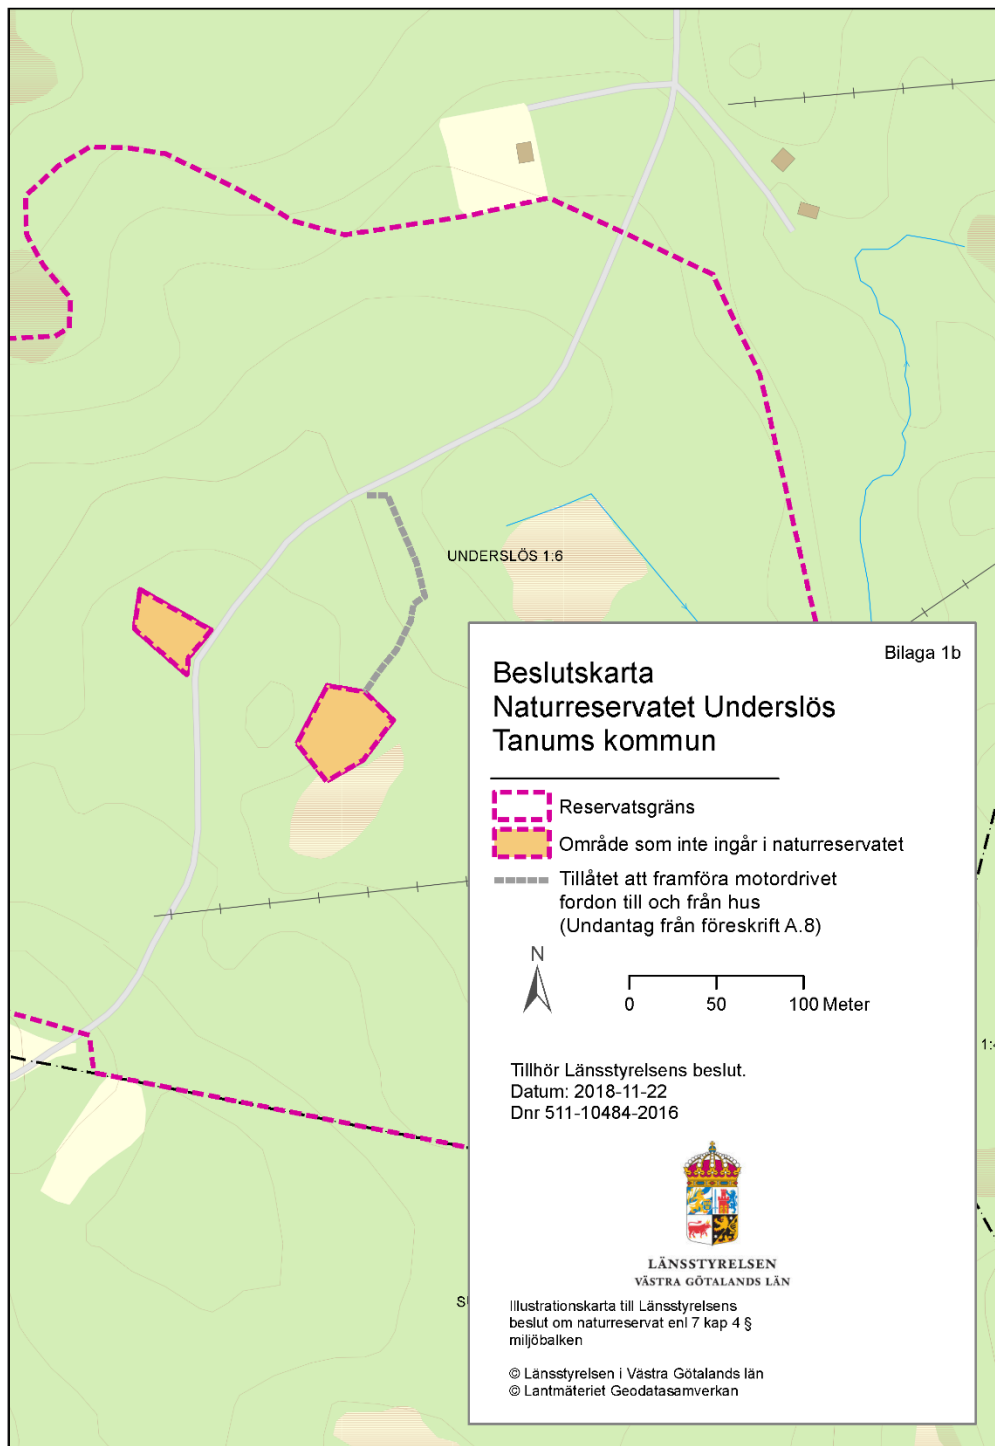 UNDERSLÖS 1:6
Bilaga 1b
Beslutskarta
Naturreservatet Underslös
Tanums kommun
Reservatsgräns
Område som inte ingår i naturreservatet
Tillåtet att framföra motordrivet
fordon till och från hus
(Undantag från föreskrift A.8)
N
0 50 100 Meter
Tillhör Länsstyrelsens beslut.
Datum: 2018-11-22
Dnr 511-10484-2016
LÄNSSTYRELSEN
VÄSTRA GÖTALANDS LÄN
Illustrationskarta till Länsstyrelsens
beslut om naturreservat enl 7 kap 4 §
miljöbalken
© Länsstyrelsen i Västra Götalands län
© Lantmäteriet Geodatasamverkan